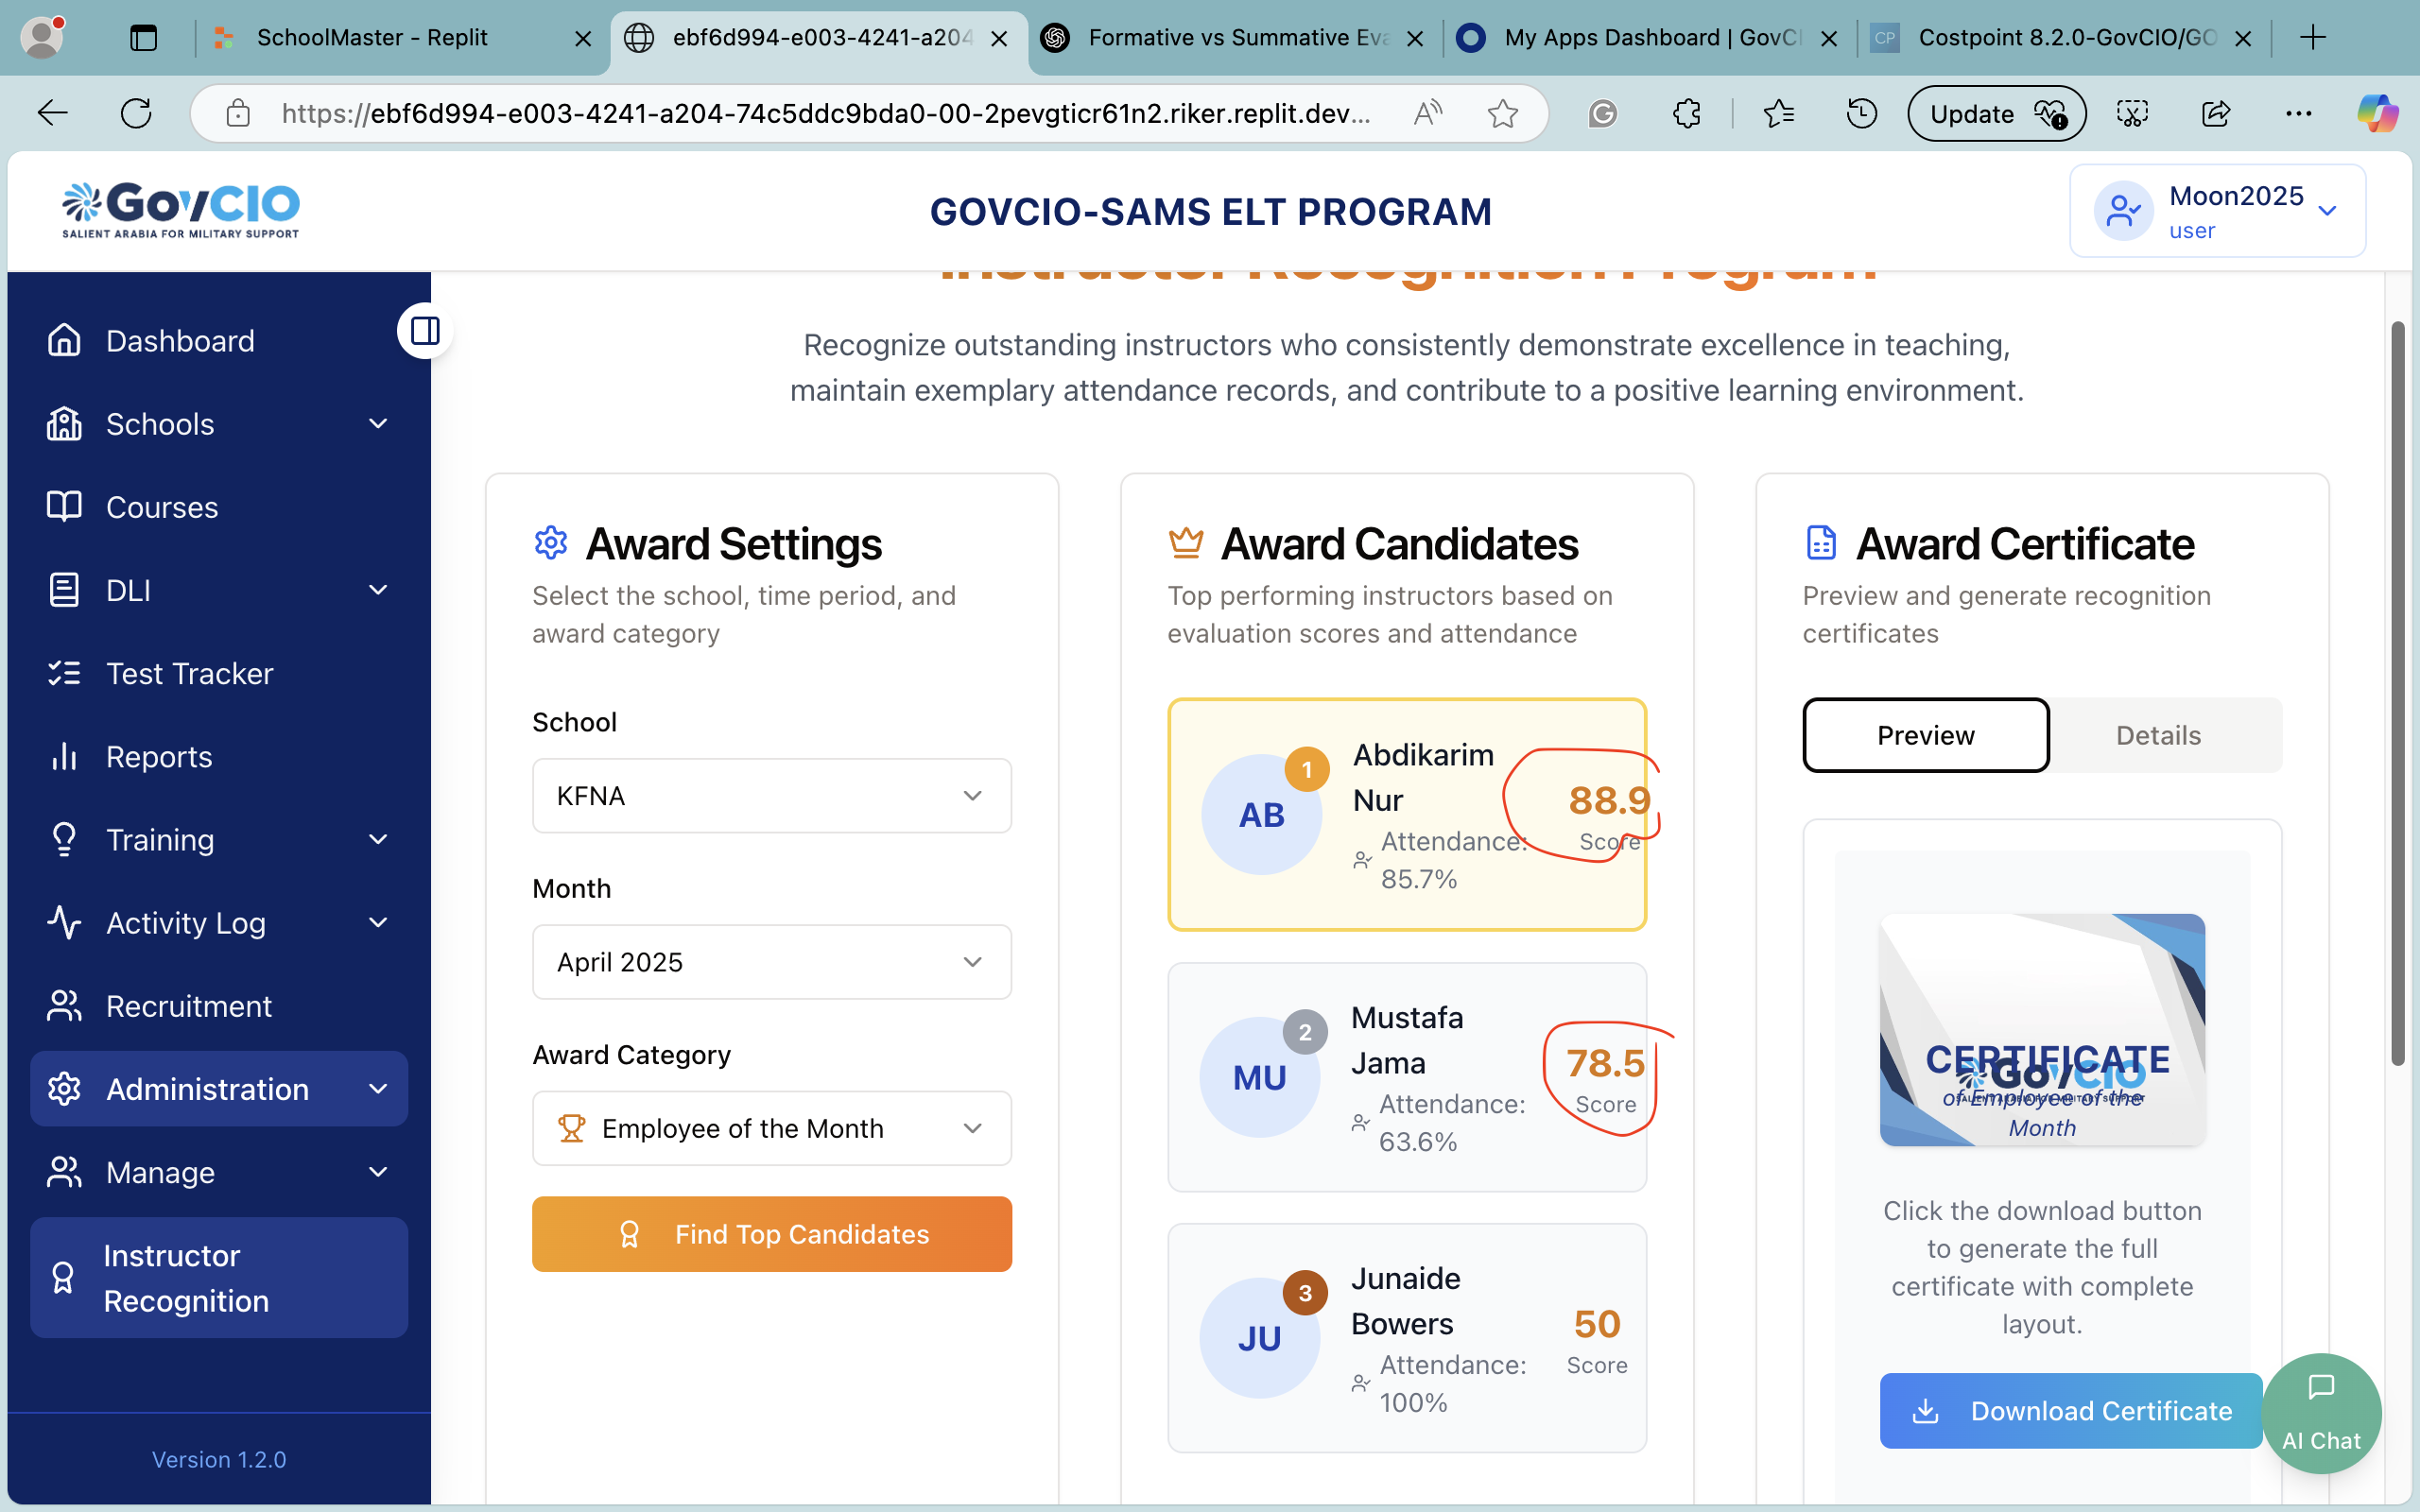 SchoolMaster - Replit
ebf6d994-e003-4241-a204
Formative vs Summative Eva
My Apps Dashboard | GovCI
CP
Costpoint 8.2.0-GovCIO/GO
https://ebf6d994-e003-4241-a204-74c5ddc9bda0-00-2pevgticr61n2.riker.replit.dev...
Update
GovCIO
SALIENT ARABIA FOR MILITARY SUPPORT
GOVCIO-SAMS ELT PROGRAM
Moon2025
user
Dashboard
Schools
Courses
DLI
Test Tracker
Reports
Training
Activity Log
Recruitment
Administration
Manage
Instructor
Recognition
Version 1.2.0
Instructor Recognition Program
Recognize outstanding instructors who consistently demonstrate excellence in teaching,
maintain exemplary attendance records, and contribute to a positive learning environment.
Award Settings
Select the school, time period, and
award category
School
KFNA
Month
April 2025
Award Category
Employee of the Month
Find Top Candidates
Award Candidates
Top performing instructors based on
evaluation scores and attendance
AB
1
Abdikarim
Nur
Attendance:
85.7%
88.9
Score
MU
2
Mustafa
Jama
Attendance:
63.6%
78.5
Score
JU
3
Junaide
Bowers
Attendance:
100%
50
Score
Award Certificate
Preview and generate recognition
certificates
Preview
Details
CERTIFICATE
GovCIO
SALIENT ARABIA FOR MILITARY SUPPORT
of Employee of the
Month
Click the download button
to generate the full
certificate with complete
layout.
Download Certificate
AI Chat